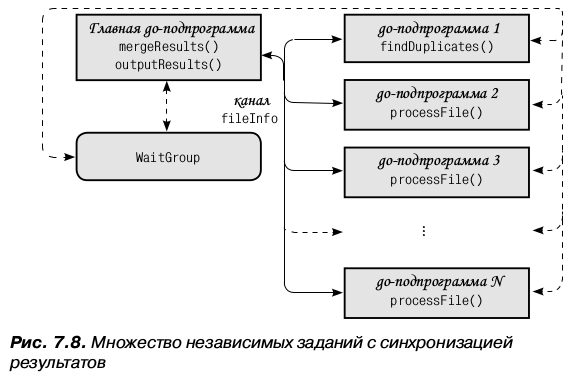 Главная go-подпрограмма
mergeResults()
outputResults()
канал
fileInfo
WaitGroup
go-подпрограмма 1
findDuplicates()
go-подпрограмма 2
processFile()
go-подпрограмма 3
processFile()
⋮
go-подпрограмма N
processFile()
Рис. 7.8. Множество независимых заданий с синхронизацией
результатов